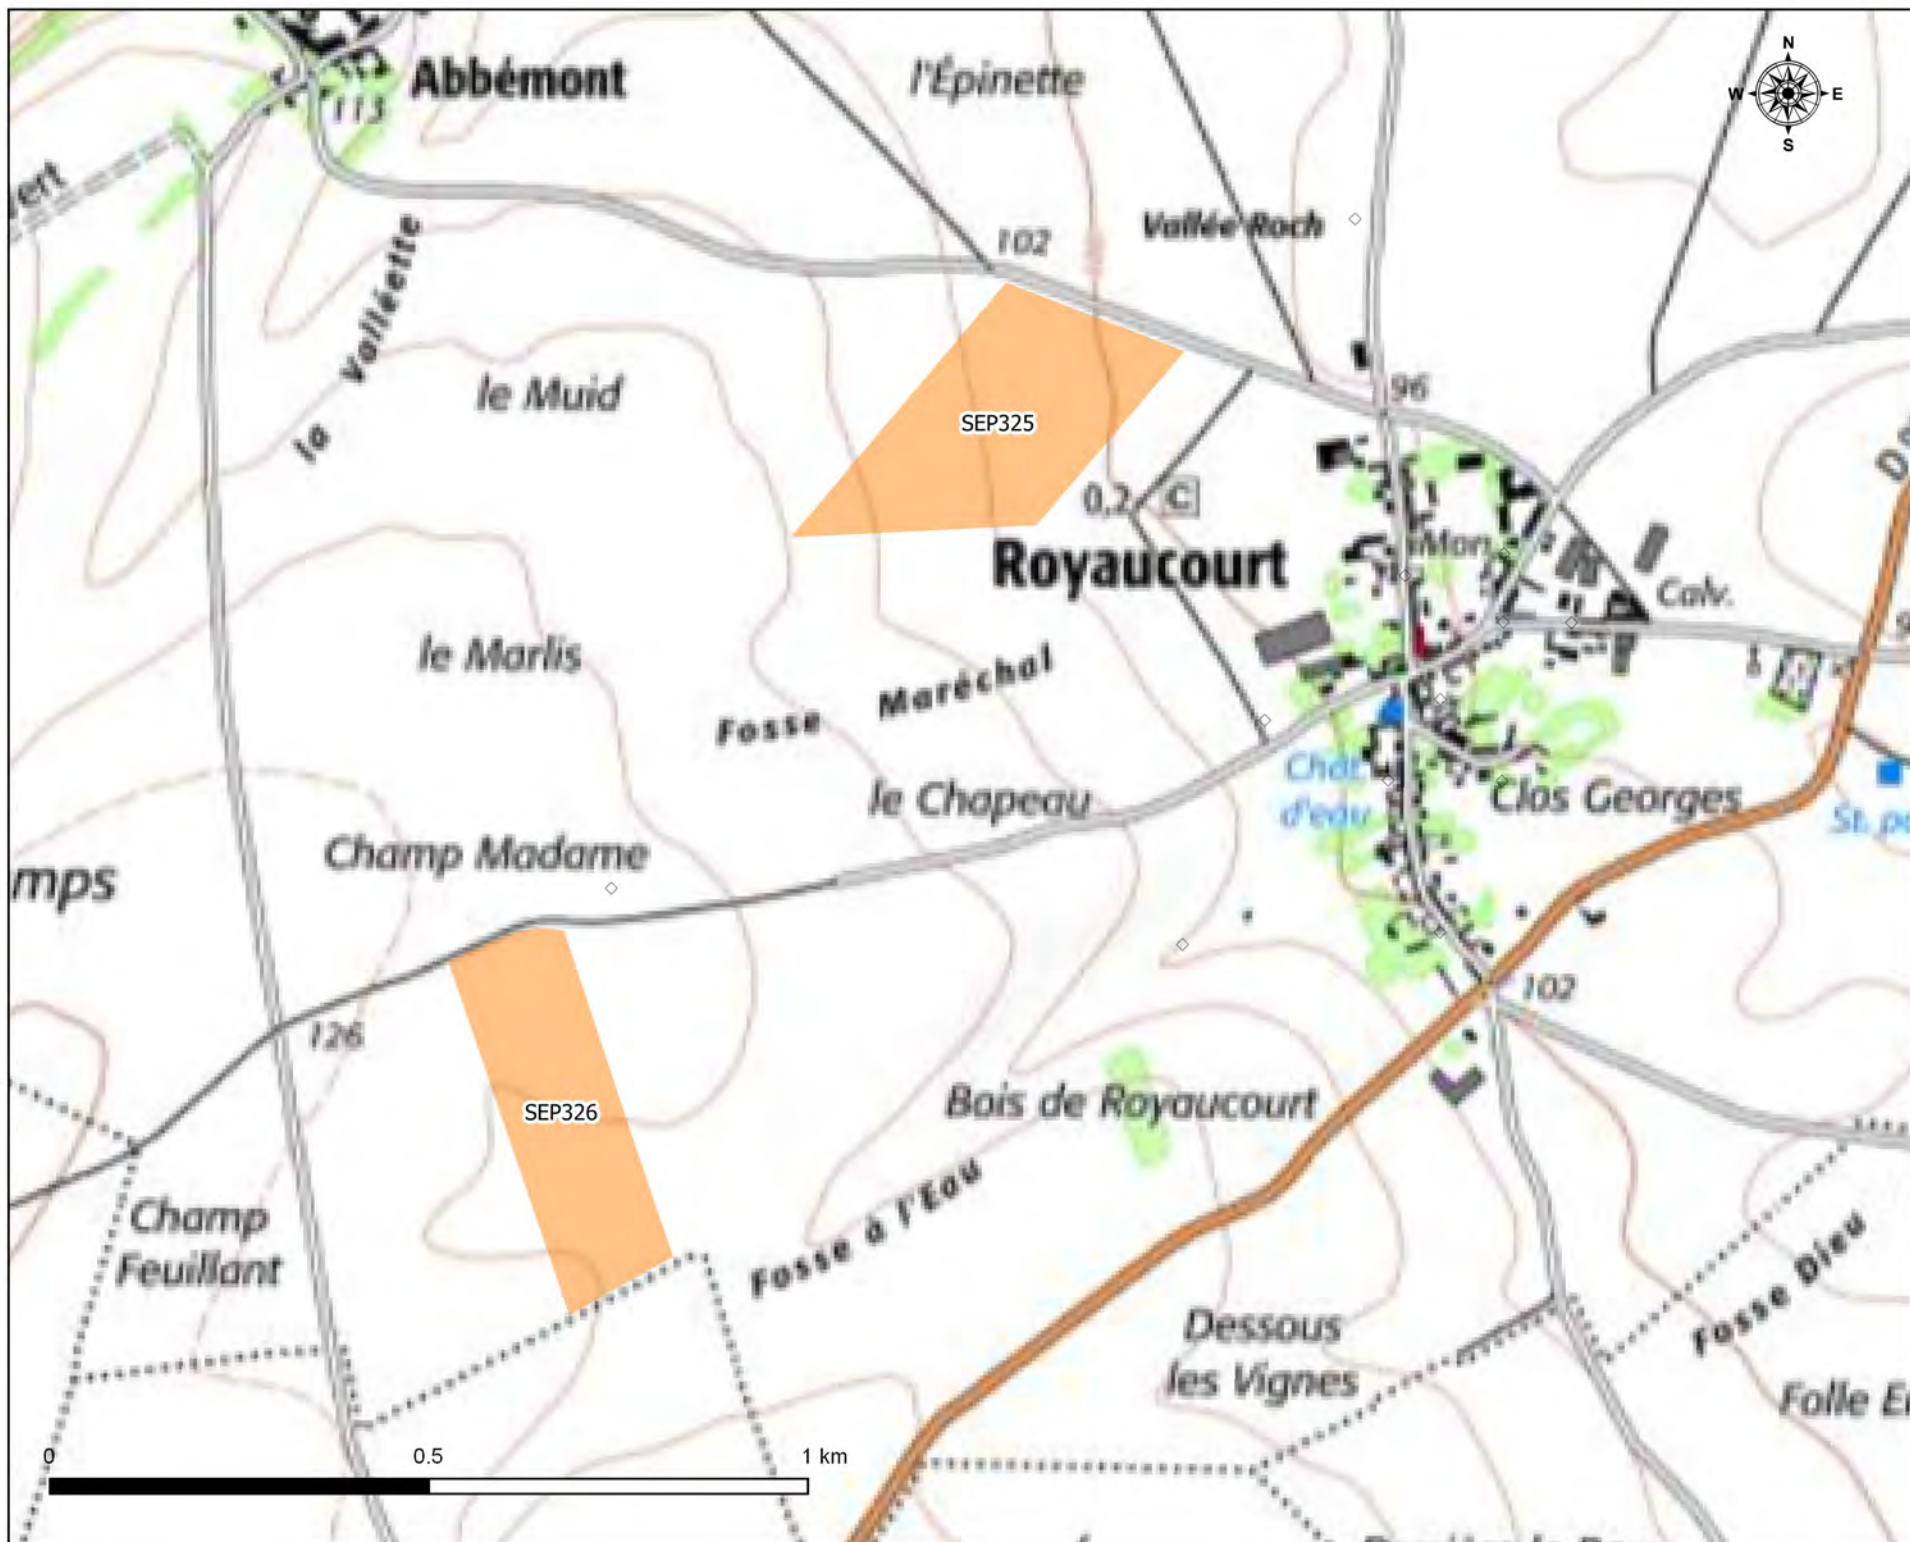 Abbémont
l'Épinette
N
W
E
S
113
vert
la Valléette
102
Vallée Roch
le Muid
96
SEP325
0,2
C
Royaucourt
Mon.
Calv.
le Marlis
Fosse Maréchal
le Chapeau
Chât.
d'eau
Clos Georges
Champ Madame
mps
126
102
SEP326
Bois de Royaucourt
Champ
Feuillant
Fosse à l'Eau
Fosse Dieu
Dessous
les Vignes
0
0.5
1 km